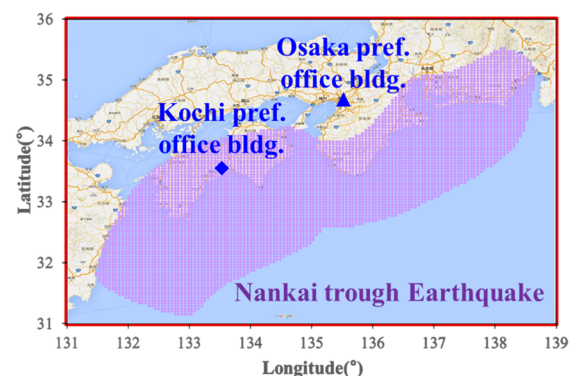 36
35
34
33
32
31
Latitude(°)
Osaka pref.
office bldg.
Kochi pref.
office bldg.
Nankai trough Earthquake
Google
131 132 133 134 135 136 137 138 139
Longitude(°)